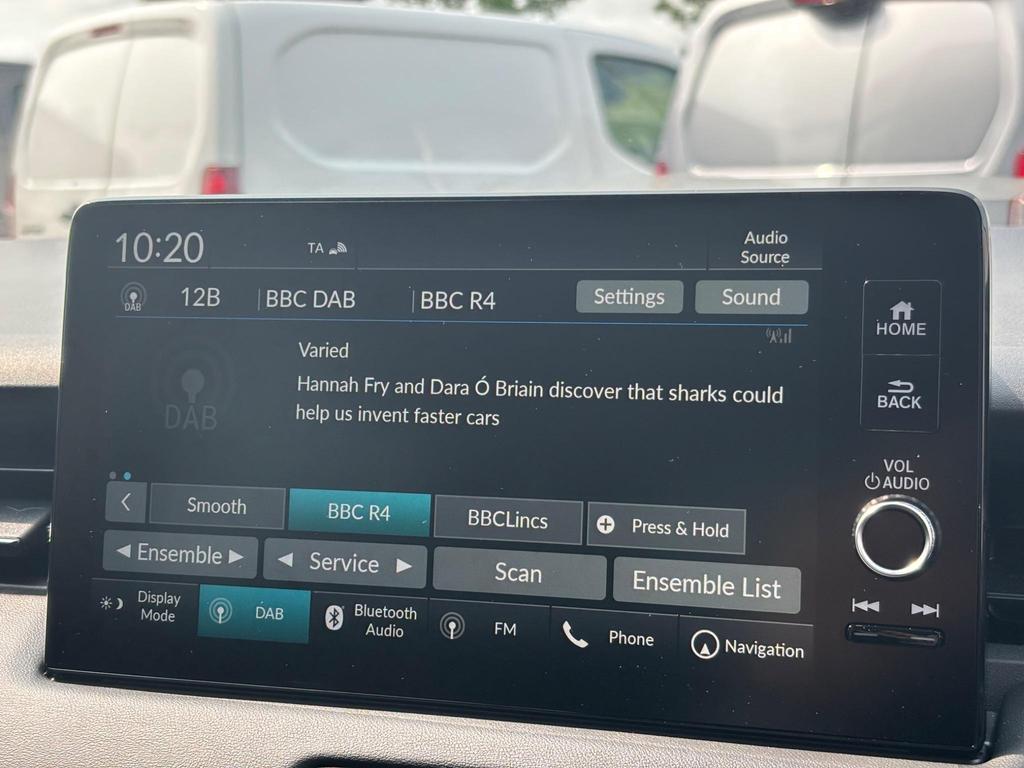 10:20
TA
Audio
Source
DAB
12B
BBC DAB
BBC R4
Settings
Sound
HOME
Varied
Hannah Fry and Dara Ó Briain discover that sharks could
help us invent faster cars
DAB
BACK
VOL
AUDIO
Smooth
BBC R4
BBCLincs
Press & Hold
Ensemble
Service
Scan
Ensemble List
Display
Mode
DAB
Bluetooth
Audio
FM
Phone
Navigation